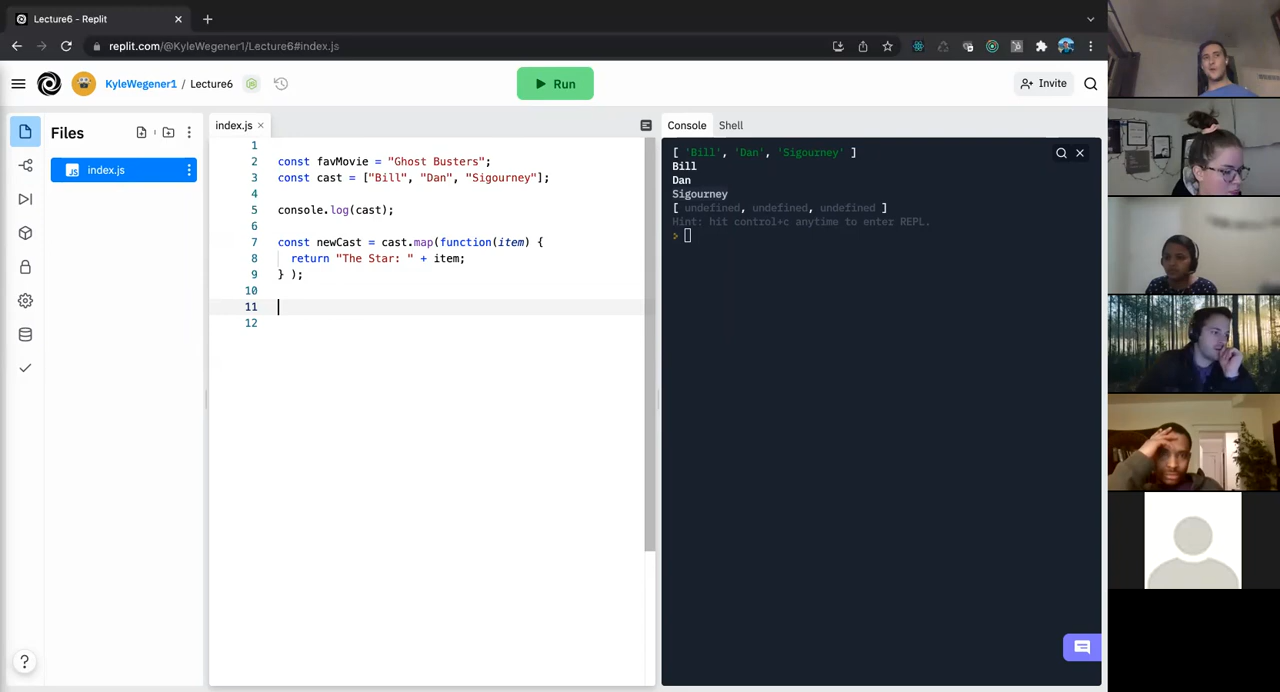 Lecture6 - Replit
replit.com/@KyleWegener1/Lecture6#index.js
KyleWegener1 / Lecture6
Run
Invite
Files
index.js
index.js
Console
Shell
1
2 const favMovie = "Ghost Busters";
3 const cast = ["Bill", "Dan", "Sigourney"];
4
5 console.log(cast);
6
7 const newCast = cast.map(function(item) {
8 return "The Star: " + item;
9 } );
10
11
12
[ 'Bill', 'Dan', 'Sigourney' ]
Bill
Dan
Sigourney
[ undefined, undefined, undefined ]
Hint: hit control+c anytime to enter REPL.
>
?